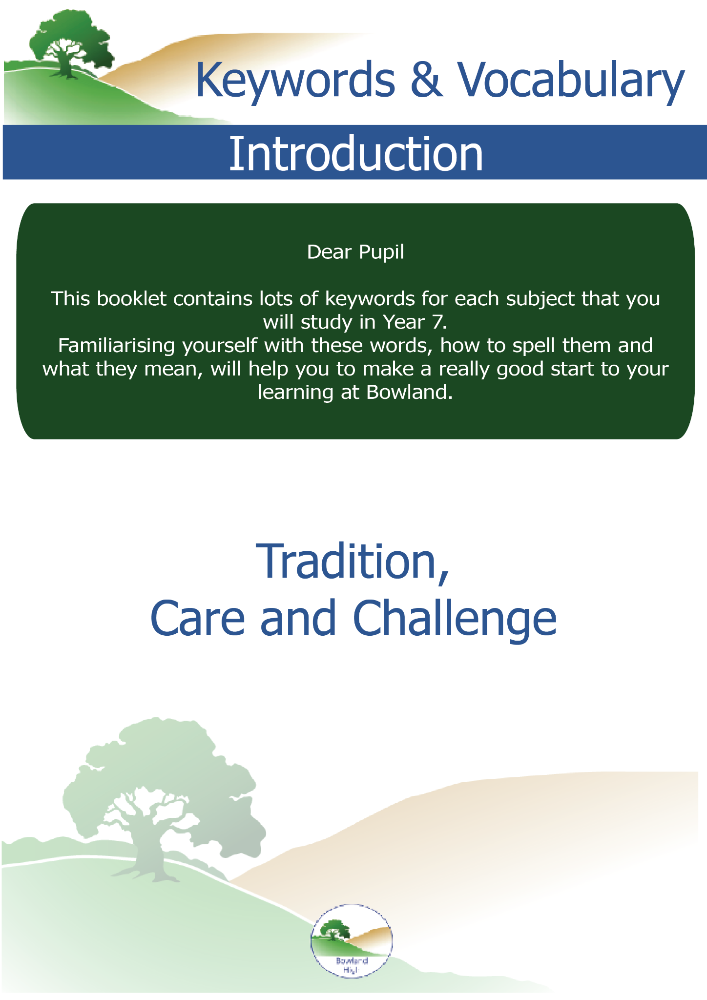 Keywords & Vocabulary
Introduction
Dear Pupil
This booklet contains lots of keywords for each subject that you
will study in Year 7.
Familiarising yourself with these words, how to spell them and
what they mean, will help you to make a really good start to your
learning at Bowland.
Tradition,
Care and Challenge
Bowland
High